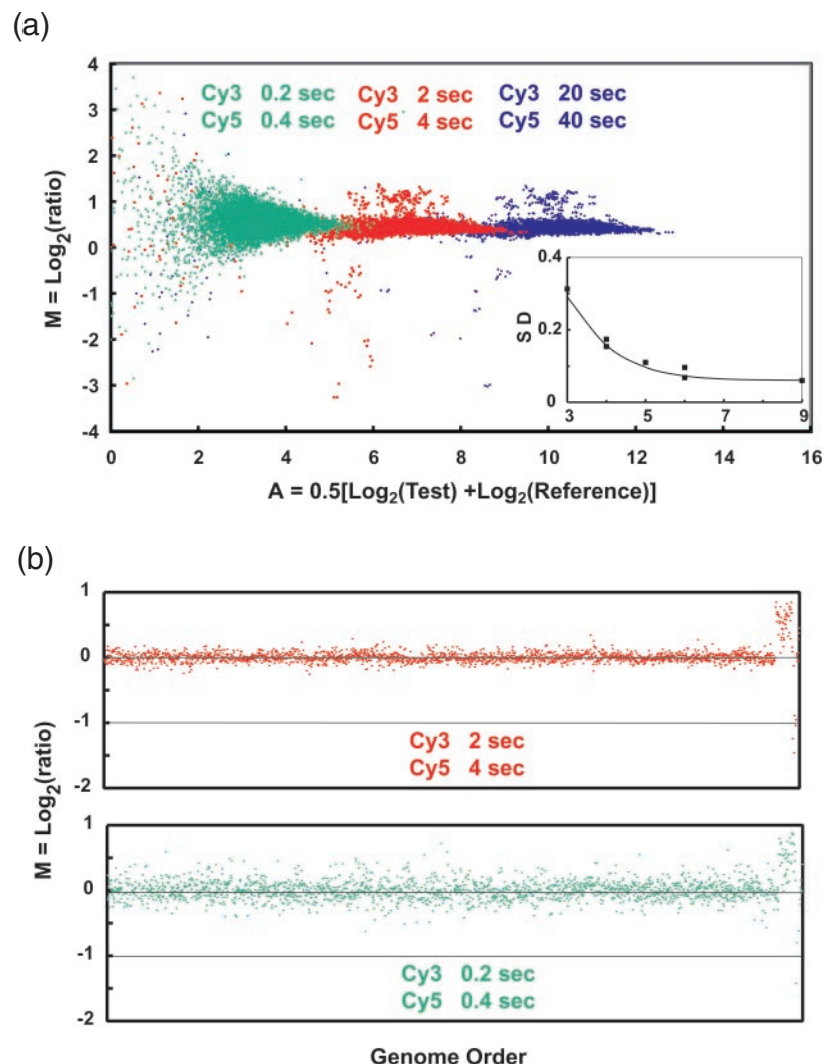 (a)
4
3
2
1
0
-1
-2
-3
-4
M = Log2(ratio)
Cy3 0.2 sec
Cy5 0.4 sec
Cy3 2 sec
Cy5 4 sec
Cy3 20 sec
Cy5 40 sec
0.4
0.2
0
S D
3 5 7 9
0 2 4 6 8 10 12 14 16
A = 0.5[Log2(Test) +Log2(Reference)]
(b)
1
0
-1
-2
Cy3 2 sec
Cy5 4 sec
M = Log2(ratio)
1
0
-1
-2
Cy3 0.2 sec
Cy5 0.4 sec
Genome Order